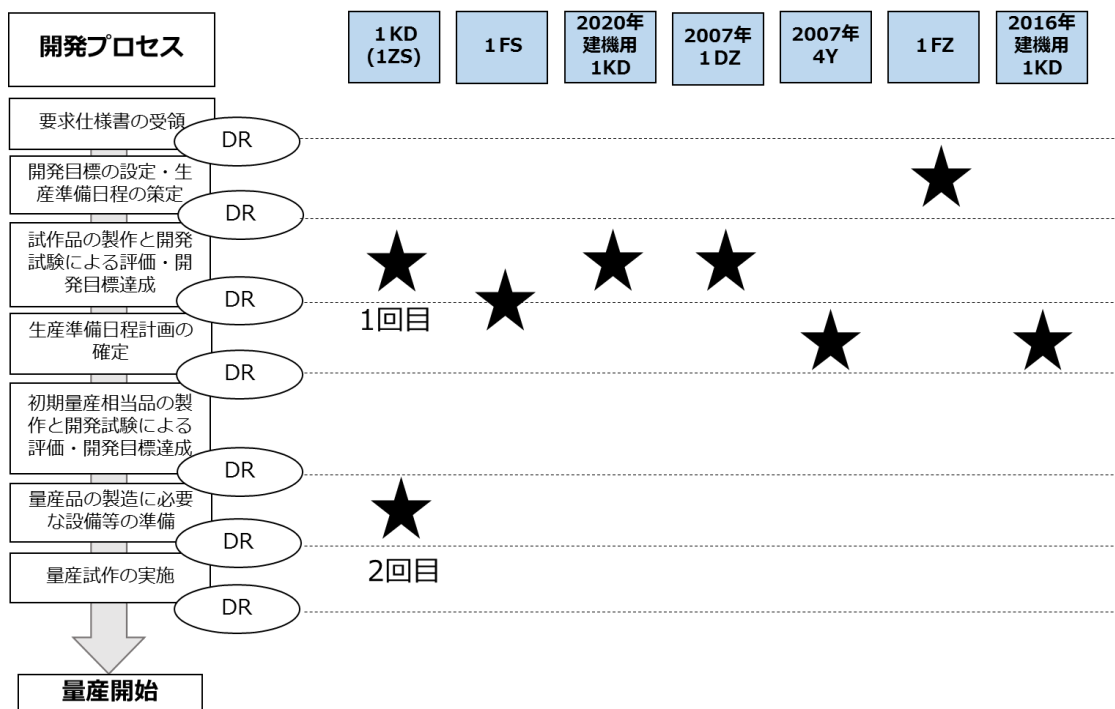 開発プロセス
1KD
(1ZS)
1FS
2020年
建機用
1KD
2007年
1DZ
2007年
4Y
1FZ
2016年
建機用
1KD
要求仕様書の受領
DR
開発目標の設定・生
産準備日程の策定
DR
試作品の製作と開発
試験による評価・開
発目標達成
DR
1回目
生産準備日程計画の
確定
DR
初期量産相当品の製
作と開発試験による
評価・開発目標達成
DR
量産品の製造に必要
な設備等の準備
DR
2回目
量産試作の実施
DR
量産開始